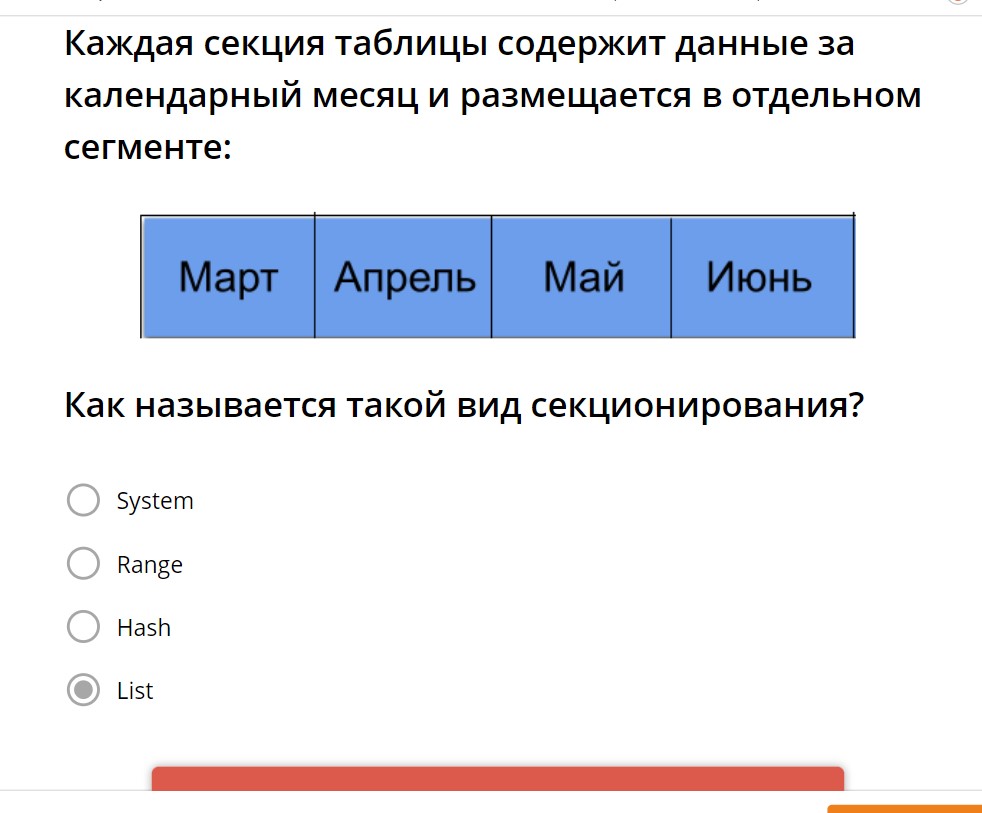 Каждая секция таблицы содержит данные за
календарный месяц и размещается в отдельном
сегменте:
Март Апрель Май Июнь
Как называется такой вид секционирования?
System
Range
Hash
List